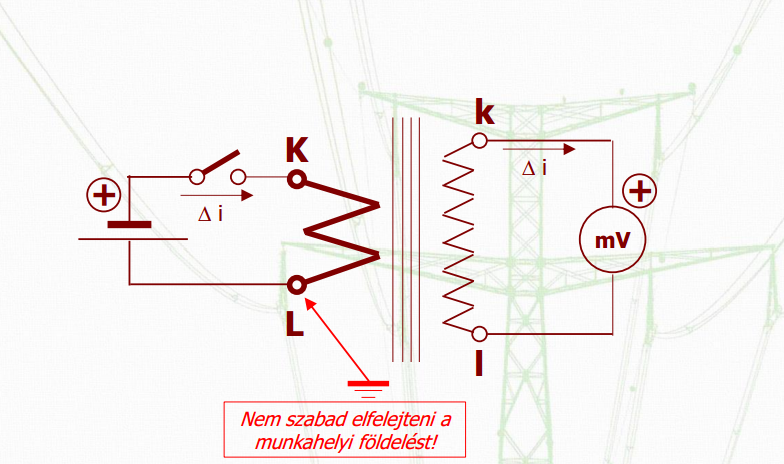 k
K
+
Δ i
Δ i
+
mV
L
l
Nem szabad elfelejteni a
munkahelyi földelést!